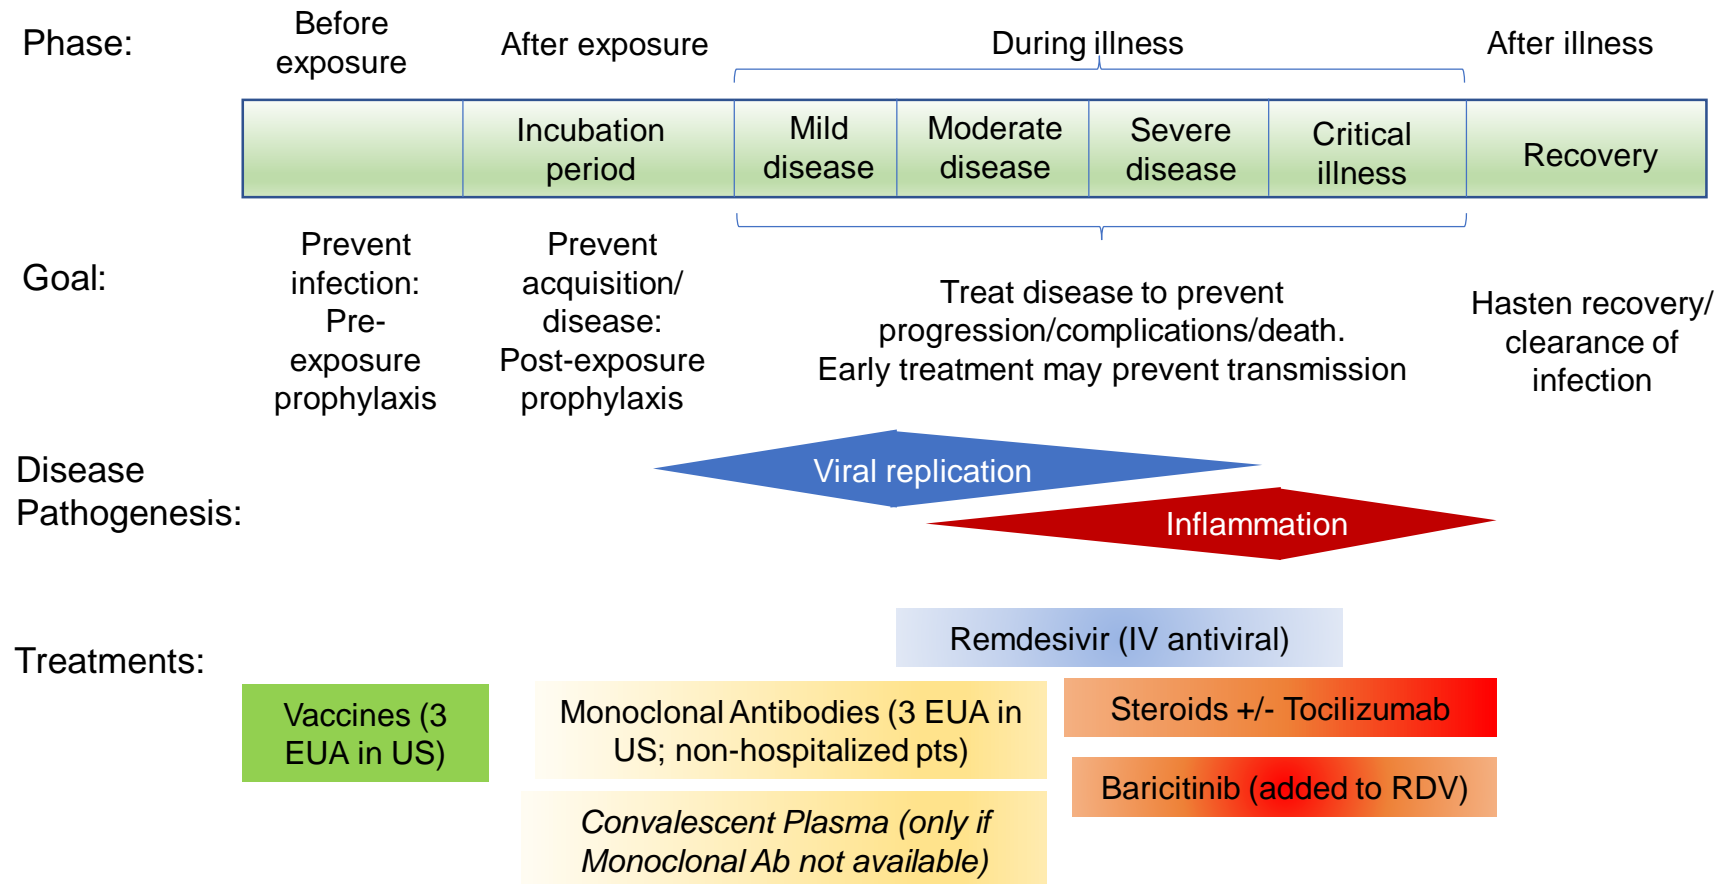 Phase:
Before
exposure
After exposure
During illness
After illness
Incubation
period
Mild
disease
Moderate
disease
Severe
disease
Critical
illness
Recovery
Goal:
Prevent
infection:
Pre-
exposure
prophylaxis
Prevent
acquisition/
disease:
Post-exposure
prophylaxis
Treat disease to prevent
progression/complications/death.
Early treatment may prevent transmission
Hasten recovery/
clearance of
infection
Disease
Pathogenesis:
Viral replication
Inflammation
Treatments:
Remdesivir (IV antiviral)
Vaccines (3
EUA in US)
Monoclonal Antibodies (3 EUA in
US; non-hospitalized pts)
Steroids +/- Tocilizumab
Baricitinib (added to RDV)
Convalescent Plasma (only if
Monoclonal Ab not available)